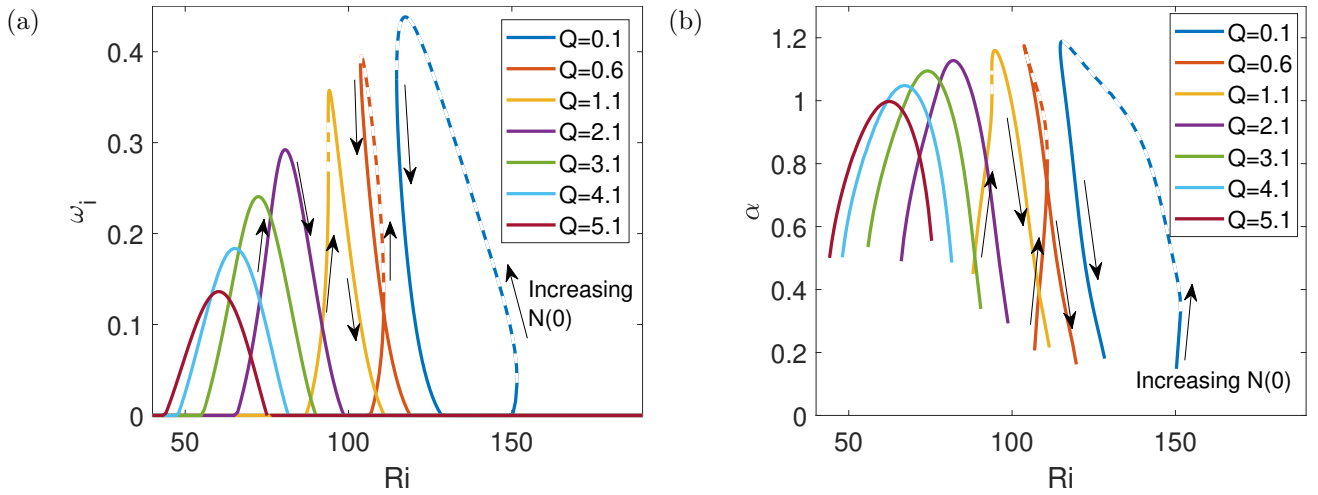 (a)
ω_i
0.4
0.3
0.2
0.1
0
50
100
150
Ri
Q=0.1
Q=0.6
Q=1.1
Q=2.1
Q=3.1
Q=4.1
Q=5.1
Increasing
N(0)
(b)
α
1.2
1
0.8
0.6
0.4
0.2
0
50
100
150
Ri
Q=0.1
Q=0.6
Q=1.1
Q=2.1
Q=3.1
Q=4.1
Q=5.1
Increasing N(0)